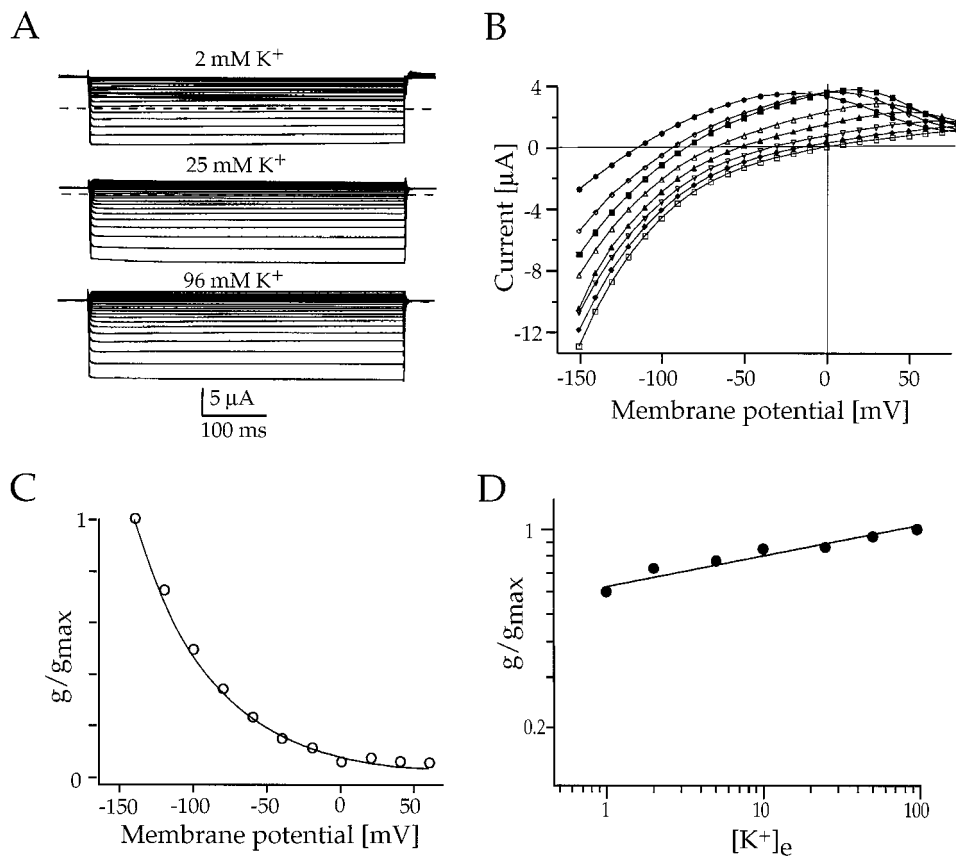 A
2 mM K+
25 mM K+
96 mM K+
5 µA
100 ms
B
Current [µA]
4
0
-4
-8
-12
-150 -100 -50 0 50
Membrane potential [mV]
C
g/gmax
1
0
-150 -100 -50 0 50
Membrane potential [mV]
D
g/gmax
1
0.2
1 10 100
[K+]e